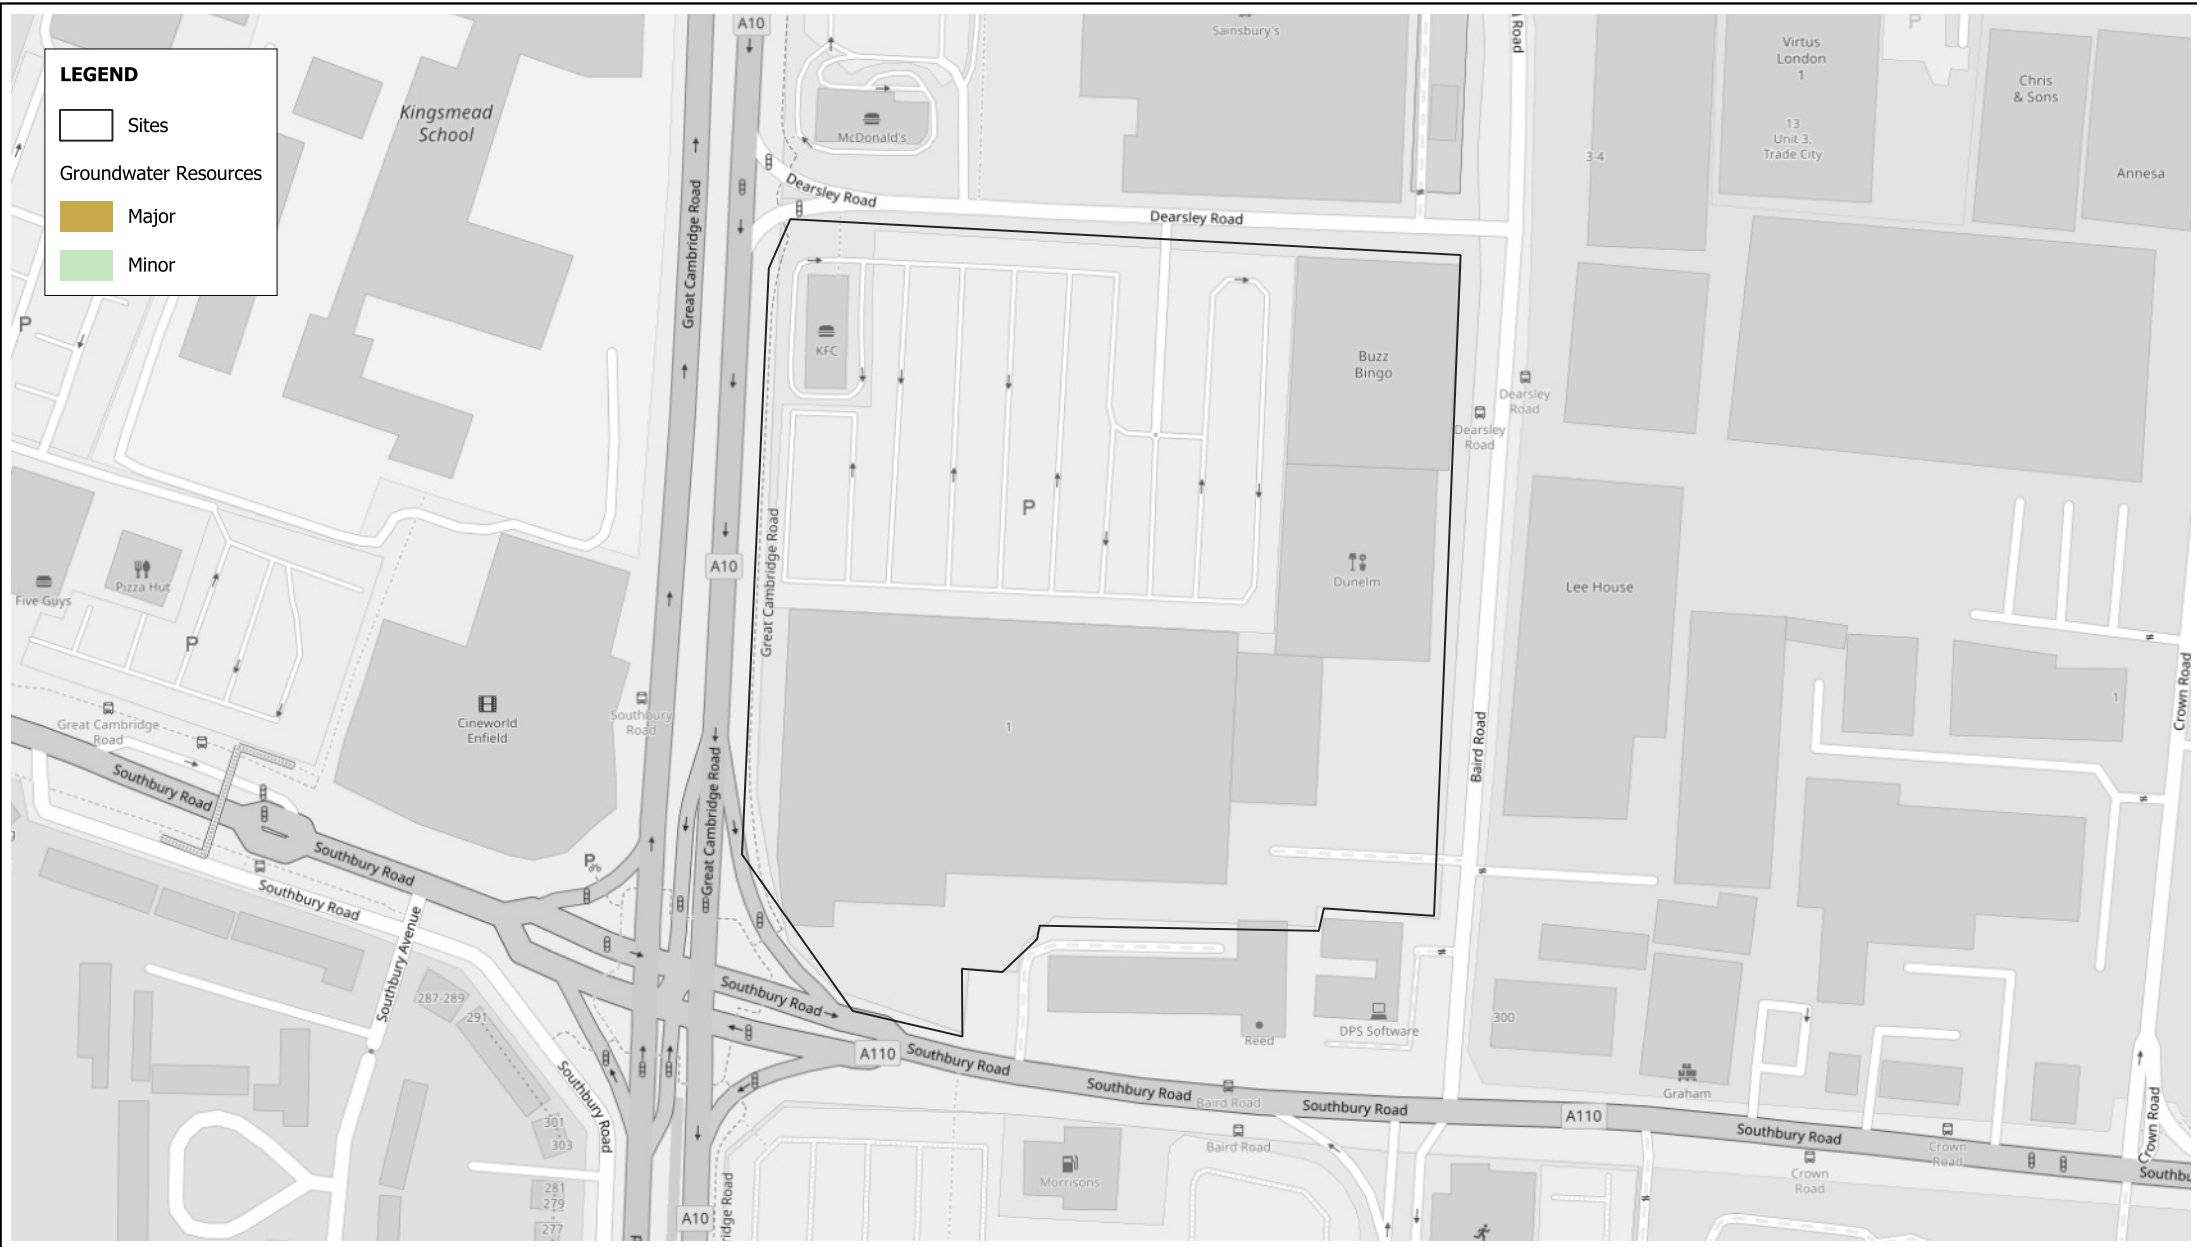 LEGEND
Sites
Groundwater Resources
Major
Minor
A10
Sainsbury's
Road
P
Virtus
London
1
Chris
& Sons
Kingsmead
School
McDonald's
13
Unit 3,
Trade City
3-4
Annesa
Dearsley Road
Dearsley Road
Great Cambridge Road
P
KFC
Buzz
Bingo
Dearsley
Road
Dearsley
Road
P
A10
Great Cambridge Road
Dunelm
Lee House
Pizza Hut
Five Guys
P
Great Cambridge
Road
Cineworld
Enfield
Southbury
Road
1
1
Crown Road
Baird Road
Great Cambridge Road
Southbury Road
Southbury Road
P
Southbury Road
Southbury Avenue
287-289
291
Southbury Road
Southbury Road
A110
Southbury Road
Reed
DPS Software
300
Graham
Southbury Road
Baird Road
Southbury Road
A110
Southbury Road
Baird Road
Crown
Road
Crown
Road
Crown Road
Southbu
301
303
281
279
277
Morrisons
A10
ridge Road